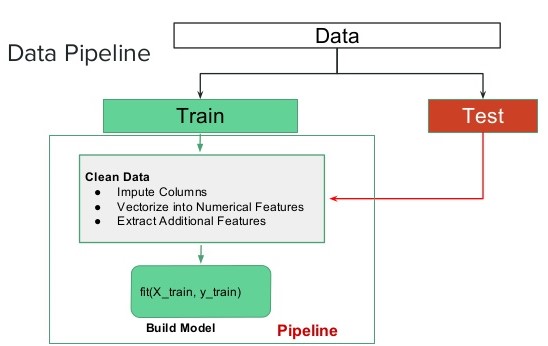 Data
Data Pipeline
Train
Test
Clean Data
● Impute Columns
● Vectorize into Numerical Features
● Extract Additional Features
fit(X_train, y_train)
Build Model
Pipeline